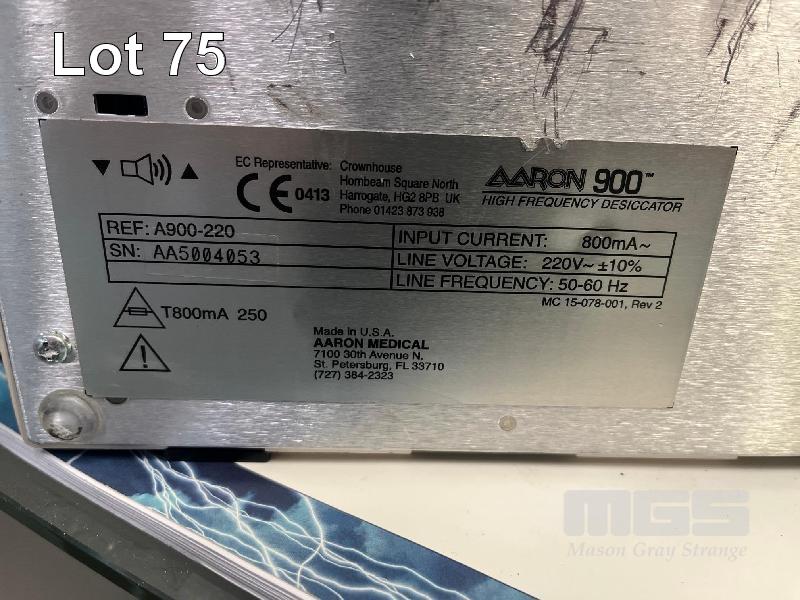 Lot 75
EC Representative: Crownhouse
Hornbeam Square North
Harrogate, HG2 8PB UK
Phone 01423 873 938
CE 0413
AARON 900™
HIGH FREQUENCY DESICCATOR
REF: A900-220
SN: AA5004053
INPUT CURRENT: 800mA~
LINE VOLTAGE: 220V~ ±10%
LINE FREQUENCY: 50-60 Hz
MC 15-078-001, Rev 2
T800mA 250
Made in U.S.A.
AARON MEDICAL
7100 30th Avenue N.
St. Petersburg, FL 33710
(727) 384-2323
MGS
Mason Gray Strange